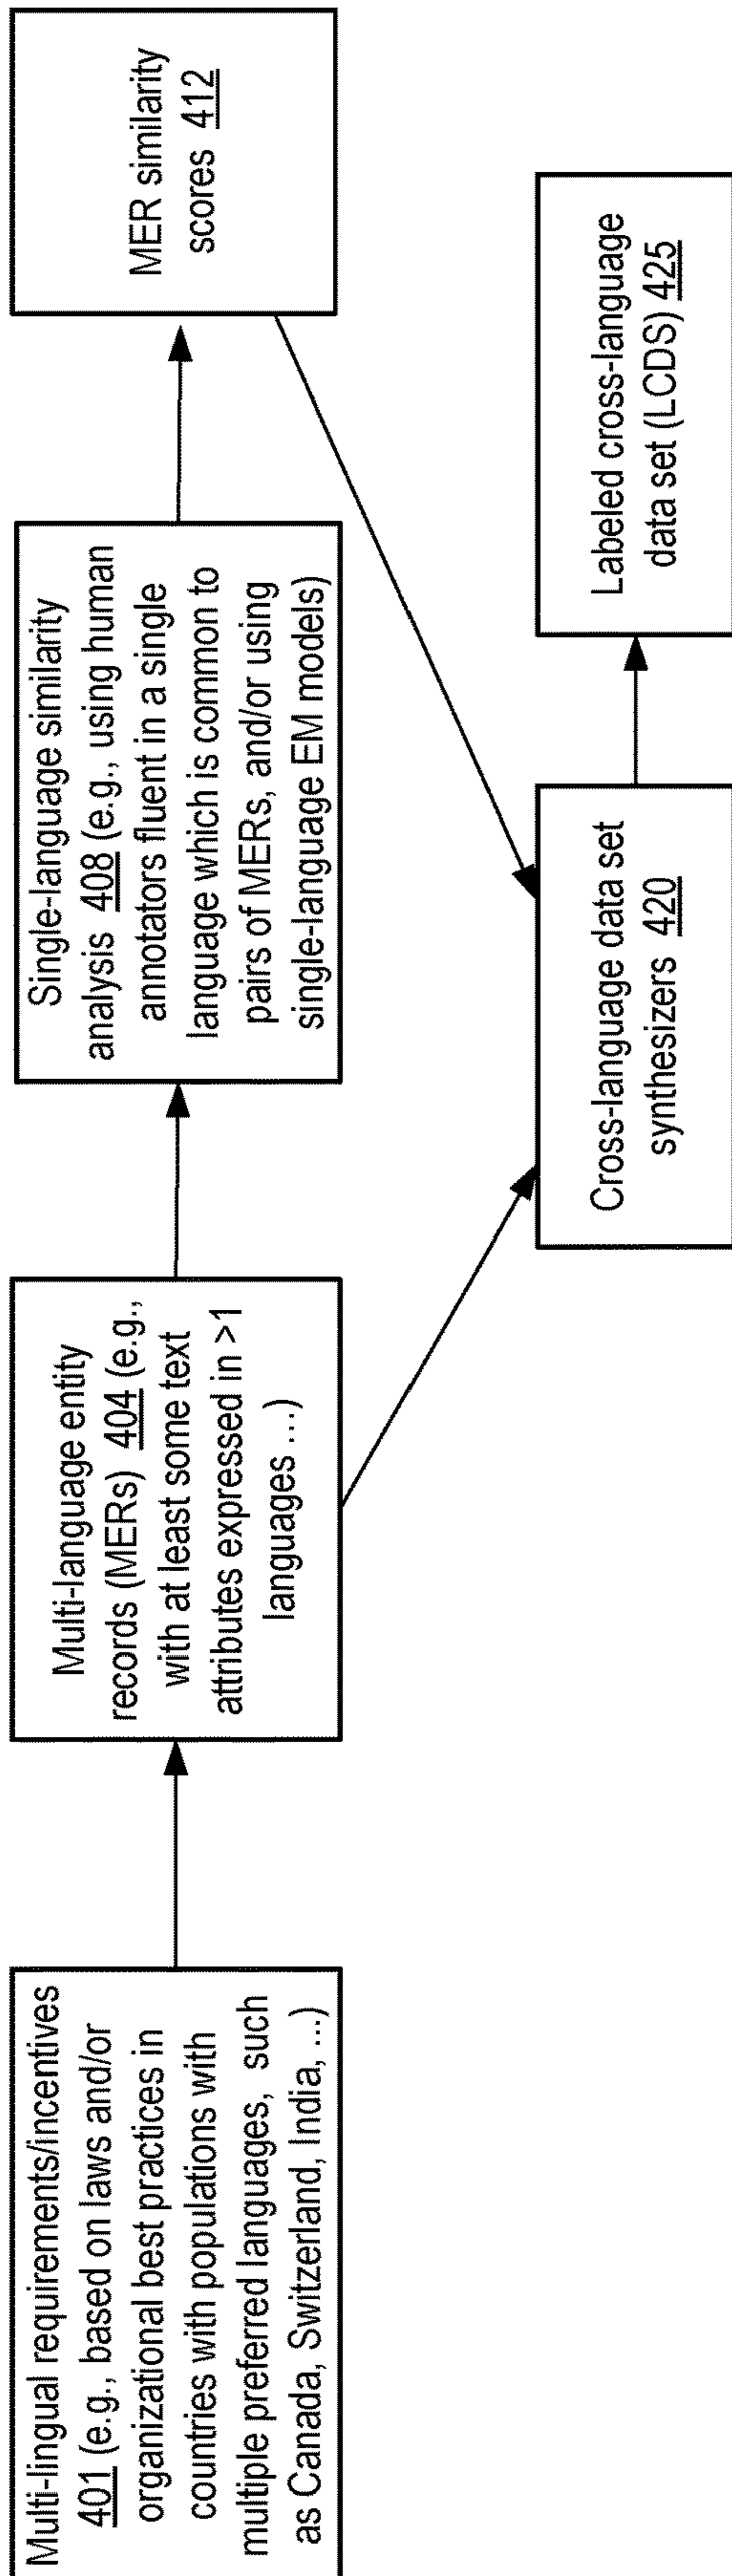 Multi-lingual requirements/incentives
401 (e.g., based on laws and/or
organizational best practices in
countries with populations with
multiple preferred languages, such
as Canada, Switzerland, India, ...)
Multi-language entity
records (MERs) 404 (e.g.,
with at least some text
attributes expressed in >1
languages ...)
Single-language similarity
analysis 408 (e.g., using human
annotators fluent in a single
language which is common to
pairs of MERs, and/or using
single-language EM models)
MER similarity
scores 412
Cross-language data set
synthesizers 420
Labeled cross-language
data set (LCDS) 425